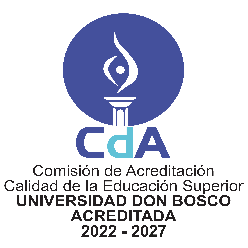 CdA
Comisión de Acreditación
Calidad de la Educación Superior
UNIVERSIDAD DON BOSCO
ACREDITADA
2022 - 2027